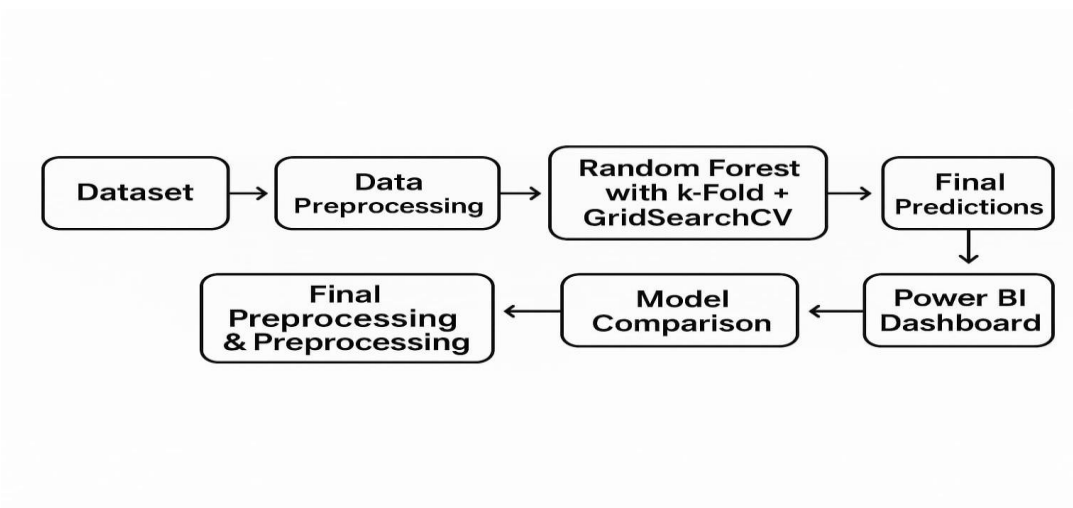 Dataset
Data
Preprocessing
Random Forest
with k-Fold +
GridSearchCV
Final
Predictions
Power BI
Dashboard
Model
Comparison
Final
Preprocessing
& Preprocessing